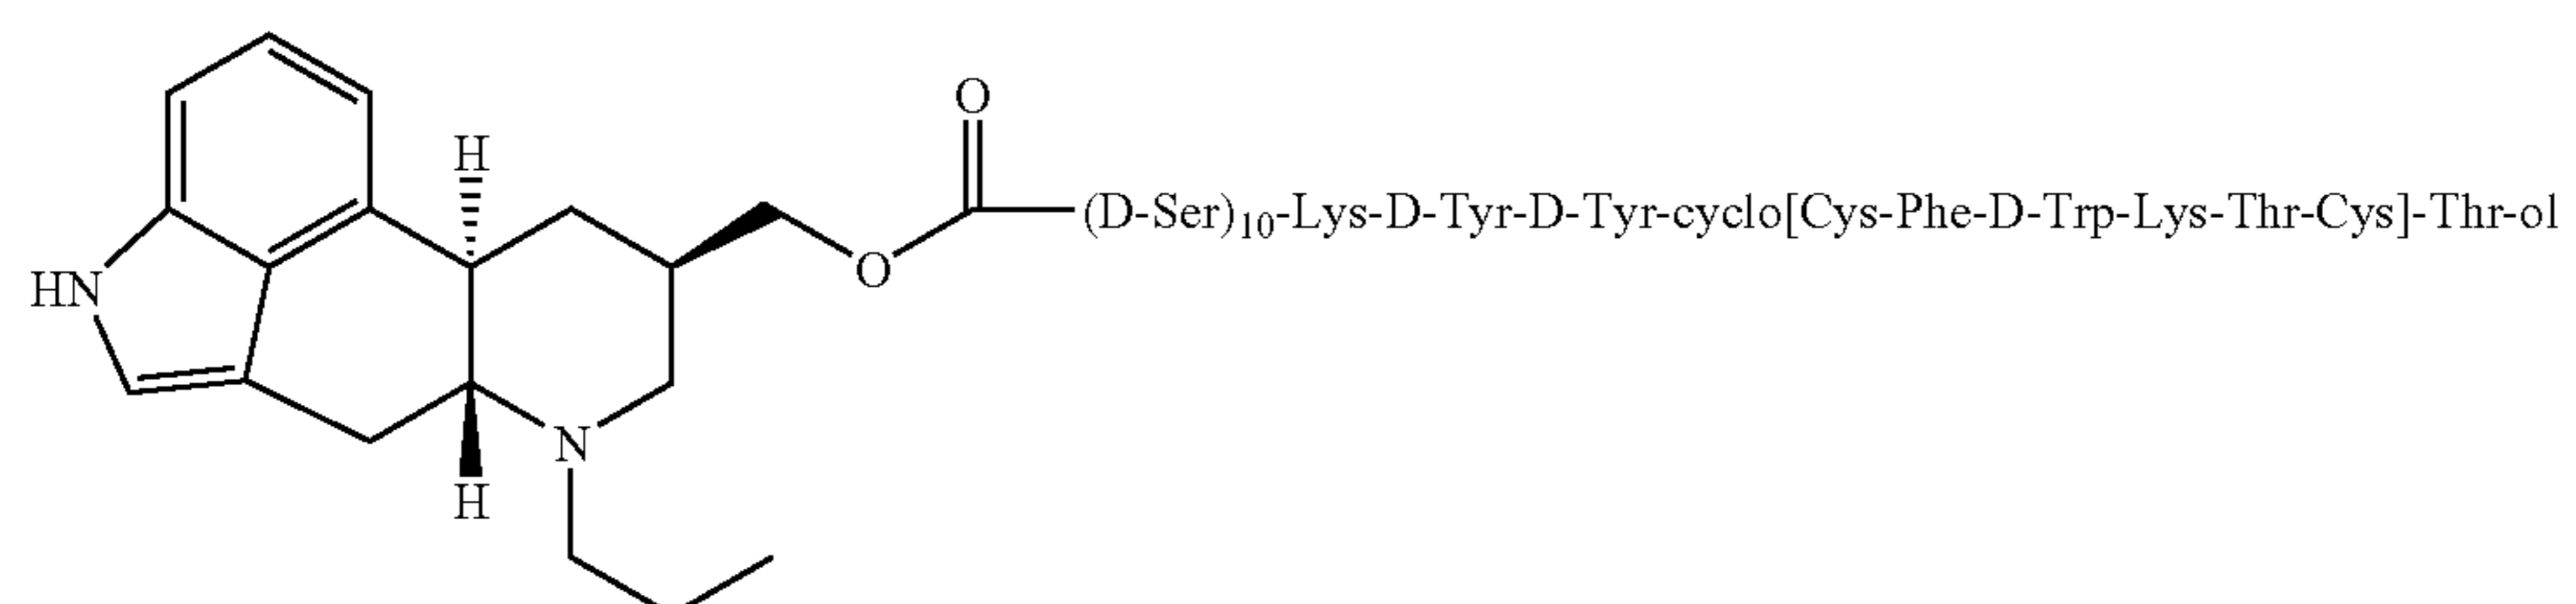 O
H
(D-Ser)10-Lys-D-Tyr-D-Tyr-cyclo[Cys-Phe-D-Trp-Lys-Thr-Cys]-Thr-ol
O
HN
N
H